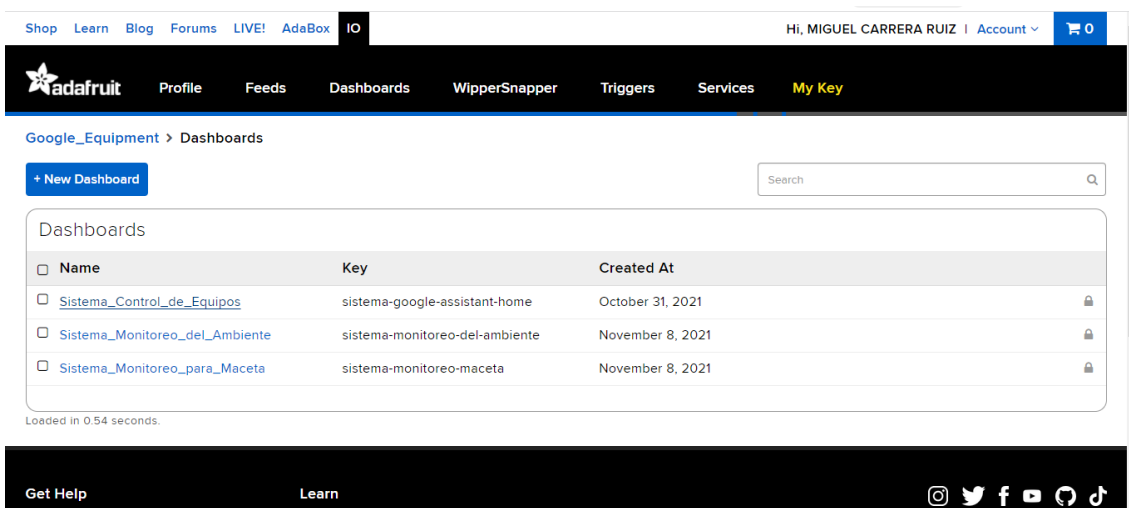 Shop Learn Blog Forums LIVE! AdaBox IO Hi, MIGUEL CARRERA RUIZ | Account 0
adafruit Profile Feeds Dashboards WipperSnapper Triggers Services My Key
Google_Equipment > Dashboards
+ New Dashboard Search
Dashboards
Name Key Created At
Sistema_Control_de_Equipos sistema-google-assistant-home October 31, 2021
Sistema_Monitoreo_del_Ambiente sistema-monitoreo-del-ambiente November 8, 2021
Sistema_Monitoreo_para_Maceta sistema-monitoreo-maceta November 8, 2021
Loaded in 0.54 seconds.
Get Help Learn